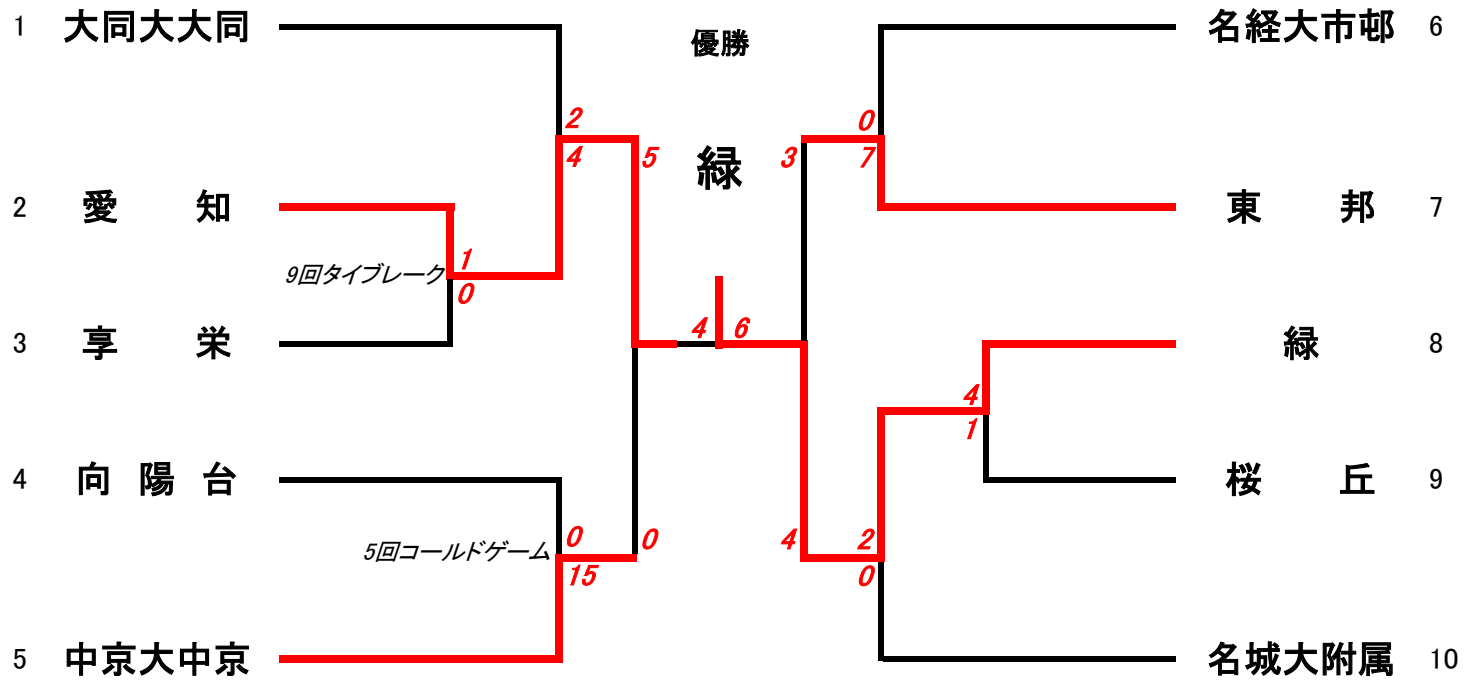 1 大同大大同
優勝
名経大市邨 6
2
4
5
緑
3
0
7
2 愛 知
東 邦 7
9回タイブレーク
1
0
4
6
3 享 栄
緑 8
4
1
4 向 陽 台
桜 丘 9
5回コールドゲーム
0
15
0
4
2
0
5 中京大中京
名城大附属 10